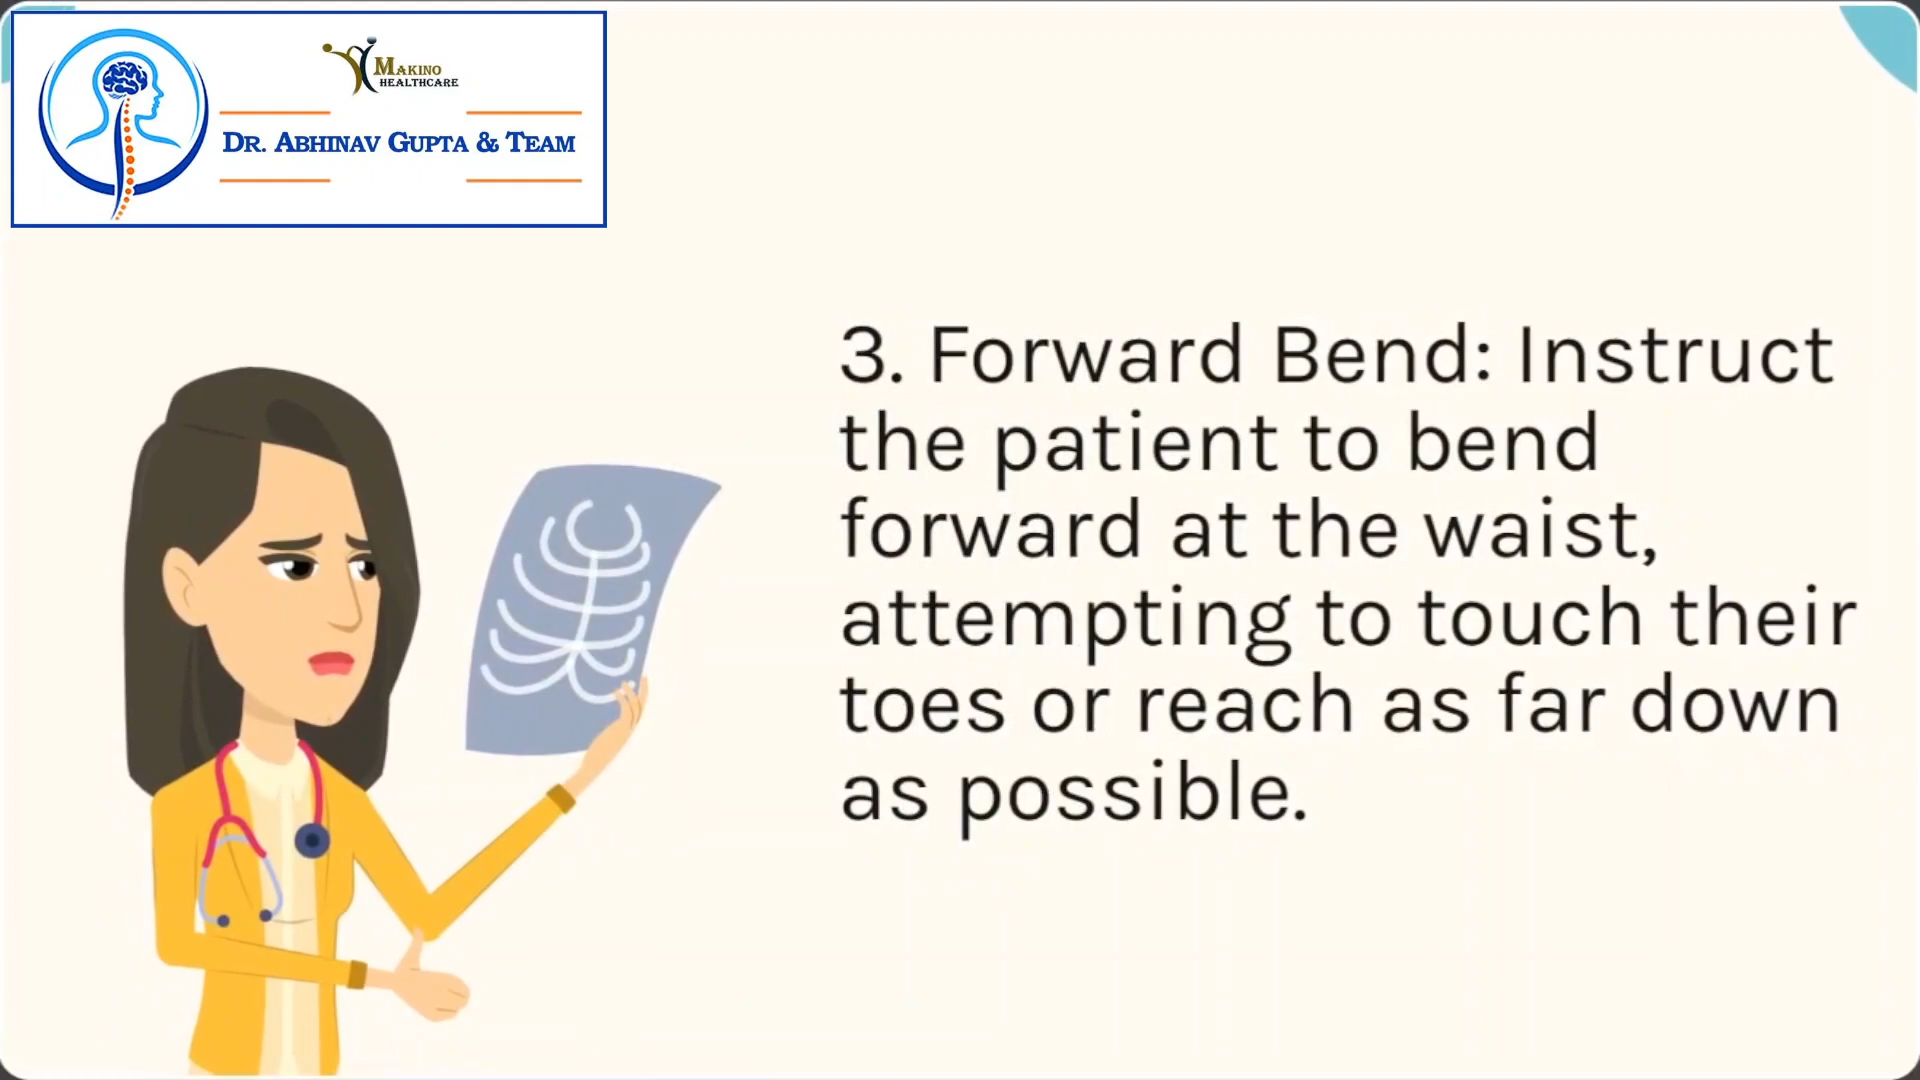 MAKINO
HEALTHCARE
DR. ABHINAV GUPTA & TEAM
3. Forward Bend: Instruct
the patient to bend
forward at the waist,
attempting to touch their
toes or reach as far down
as possible.